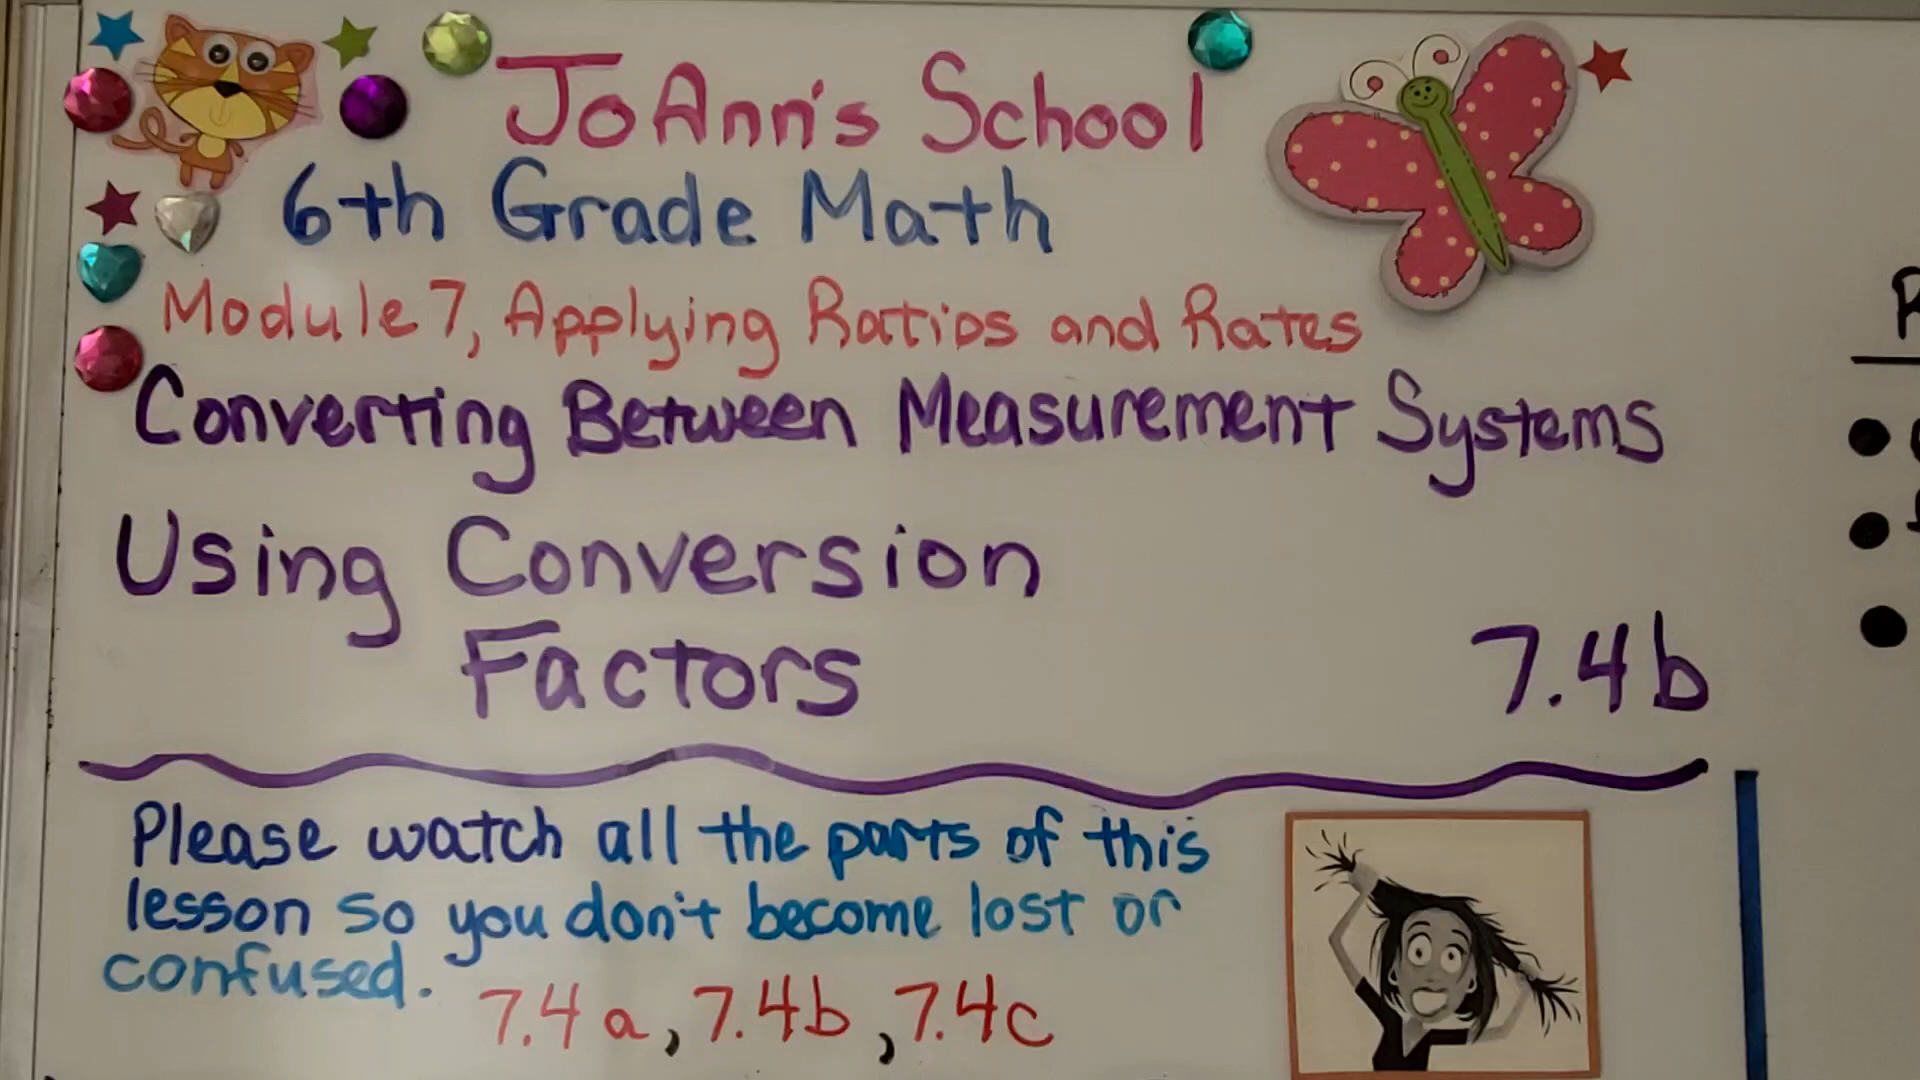 JoAnn's School
6th Grade Math
Module 7, Applying Ratios and Rates
Converting Between Measurement Systems
Using Conversion
Factors
7.4b
Please watch all the parts of this
lesson so you don't become lost or
confused.
7.4a, 7.4b, 7.4c